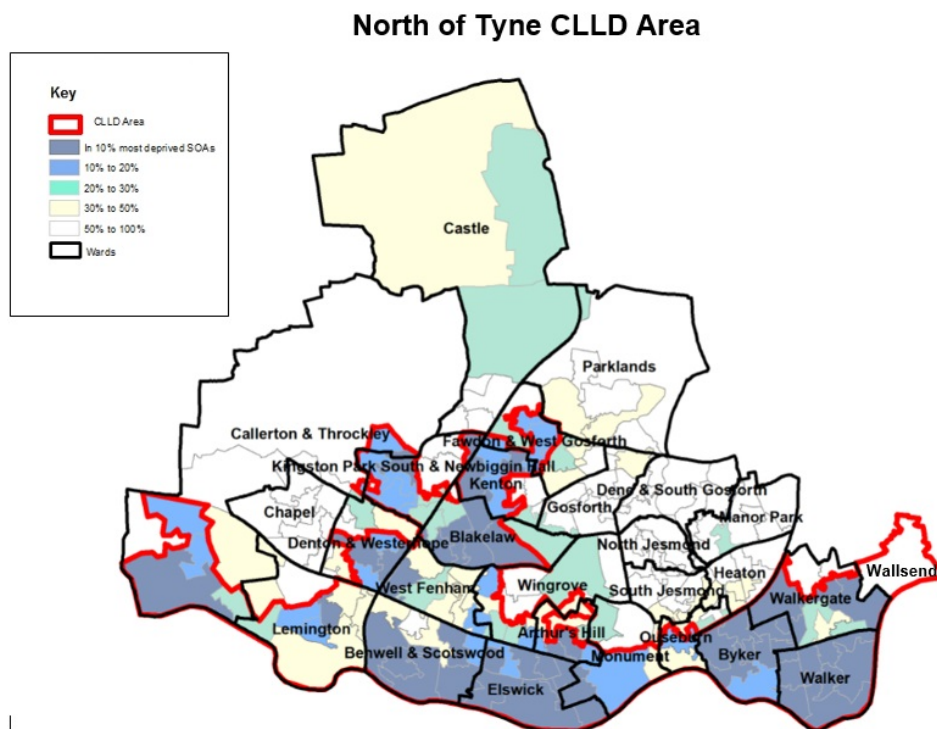 North of Tyne CLLD Area
Key
CLLD Area
In 10% most deprived SOAs
10% to 20%
20% to 30%
30% to 50%
50% to 100%
Wards
Castle
Parklands
Callerton & Throckley
Fawdon & West Gosforth
Kingston Park South & Newbiggin Hall
Kenton
Dene & South Gosforth
Gosforth
Chapel
Manor Park
Denton & Westerhope
Blakelaw
North Jesmond
Wallsend
Heaton
West Fenham
Wingrove
South Jesmond
Walkergate
Lemington
Arthur's Hill
Ouseburn
Benwell & Scotswood
Monument
Byker
Elswick
Walker